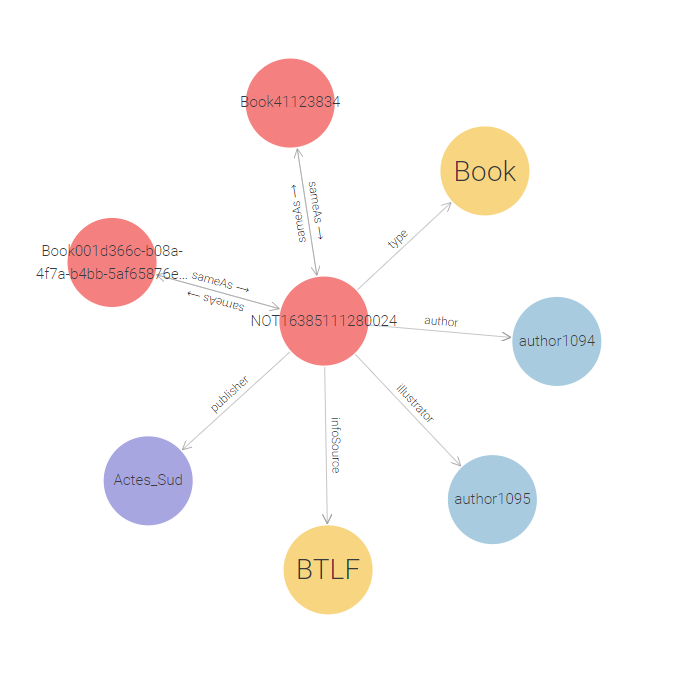 Book41123834
Book
sameAs →
sameAs →
type
Book001d366c-b08a-
4f7a-b4bb-5af65876e...
sameAs →
sameAs →
NOT16385111280024
author
author1094
publisher
illustrator
infoSource
Actes_Sud
author1095
BTLF